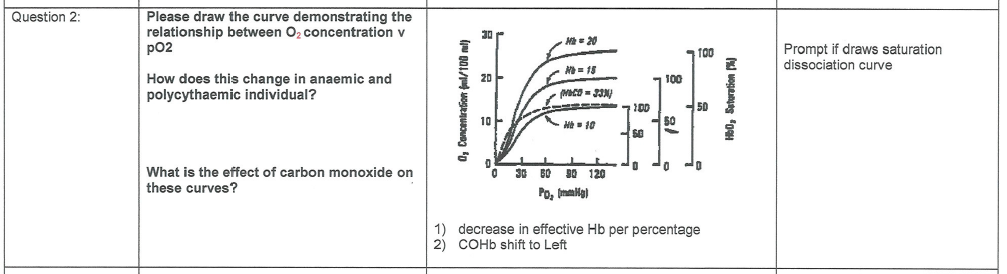 Question 2:
Please draw the curve demonstrating the
relationship between O₂ concentration v
pO2
How does this change in anaemic and
polycythaemic individual?
What is the effect of carbon monoxide on
these curves?
O₂ Concentration (ml/100 ml)
30
20
10
0
Hb = 20
Hb = 15
(HbCO = 33%)
Hb = 10
0 30 60 90 120
PO₂ (mmHg)
100
50
0
100
50
0
100
50
0
HbO₂ Saturation (%)
1) decrease in effective Hb per percentage
2) COHb shift to Left
Prompt if draws saturation
dissociation curve